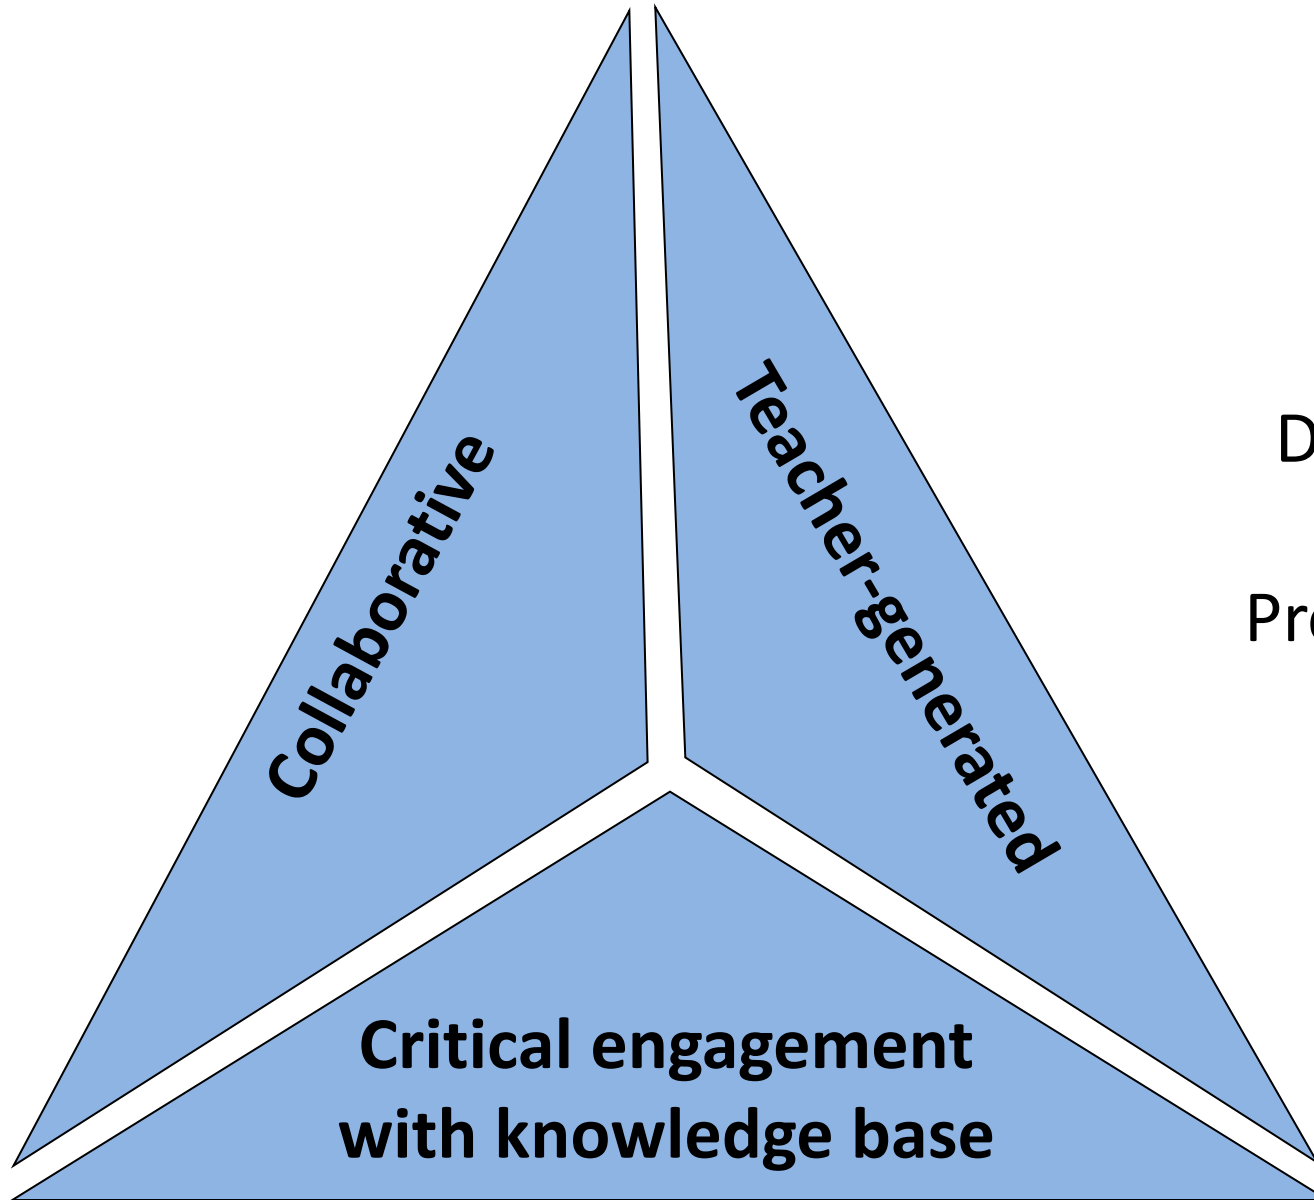 Collaborative
Teacher-generated
Critical engagement
with knowledge base